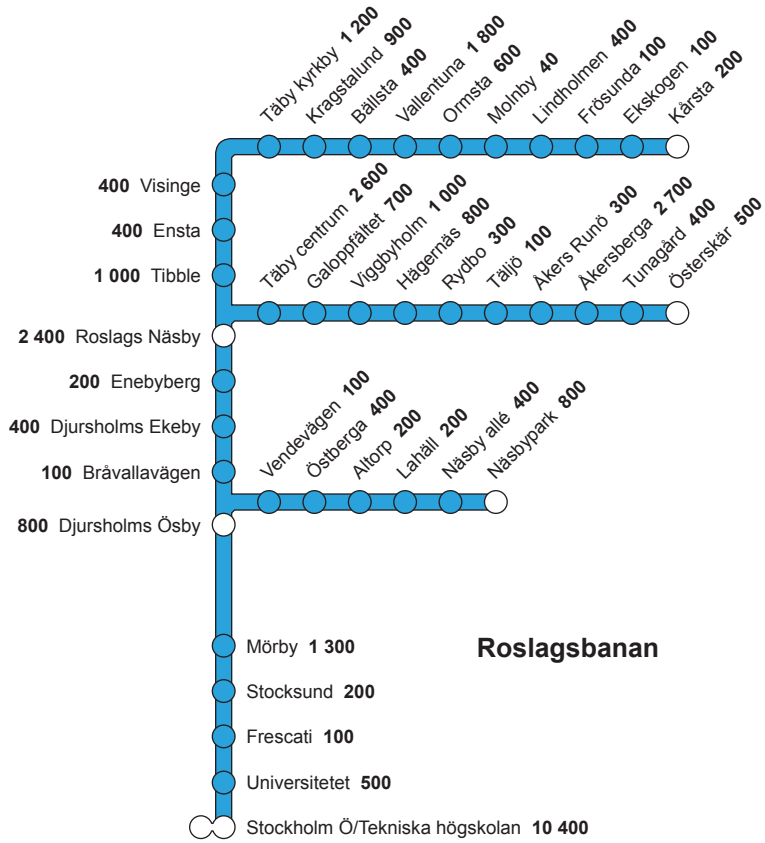 Täby kyrkby 1 200
Kragstalund 900
Bällsta 400
Vallentuna 1 800
Ormsta 600
Molnby 40
Lindholmen 400
Frösunda 100
Ekskogen 100
Kårsta 200
400 Visinge
400 Ensta
1 000 Tibble
Täby centrum 2 600
Galoppfältet 700
Viggbyholm 1 000
Hägernäs 800
Rydbo 300
Täljö 100
Åkers Runö 300
Åkersberga 2 700
Tunagård 400
Österskär 500
2 400 Roslags Näsby
200 Enebyberg
400 Djursholms Ekeby
100 Bråvallavägen
Vendevägen 100
Östberga 400
Altorp 200
Lahäll 200
Näsby allé 400
Näsbypark 800
800 Djursholms Ösby
Mörby 1 300
Roslagsbanan
Stocksund 200
Frescati 100
Universitetet 500
Stockholm Ö/Tekniska högskolan 10 400